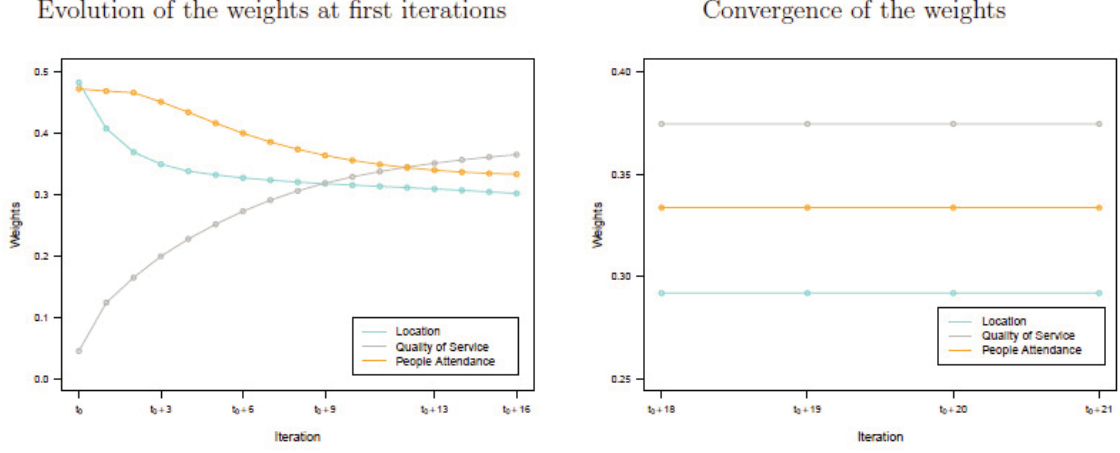 Evolution of the weights at first iterations
Weights
0.5
0.4
0.3
0.2
0.1
0.0
Location
Quality of Service
People Attendance
t₀
t₀+3
t₀+6
t₀+9
t₀+13
t₀+16
Iteration
Convergence of the weights
Weights
0.40
0.35
0.30
0.25
Location
Quality of Service
People Attendance
t₀+18
t₀+19
t₀+20
t₀+21
Iteration